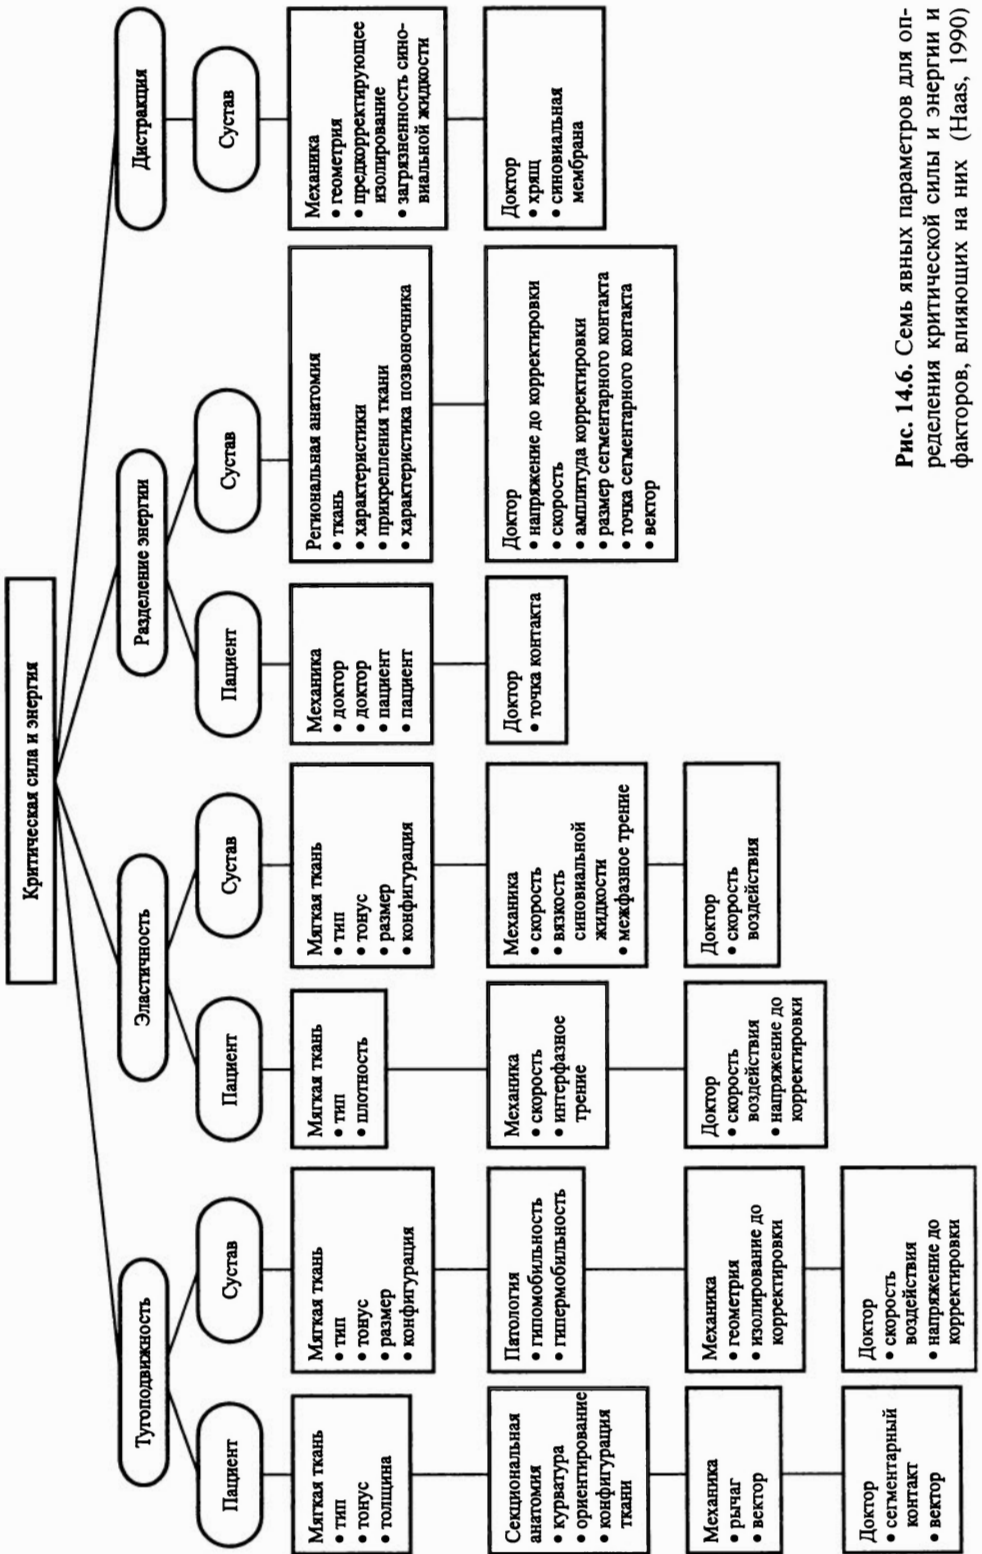 Критическая сила и энергия
Тугоподвижность
Эластичность
Разделение энергии
Дистракция
Пациент
Сустав
Пациент
Сустав
Пациент
Сустав
Сустав
Мягкая ткань
• тип
• тонус
• толщина
Секциональная
анатомия
• курватура
• ориентирование
• конфигурация
ткани
Механика
• рычаг
• вектор
Доктор
• сегментарный
контакт
• вектор
Мягкая ткань
• тип
• тонус
• размер
• конфигурация
Патология
• гипомобильность
• гипермобильность
Механика
• геометрия
• изолирование до
корректировки
Доктор
• скорость
воздействия
• напряжение до
корректировки
Мягкая ткань
• тип
• плотность
Механика
• скорость
• интерфазное
трение
Доктор
• скорость
воздействия
• напряжение до
корректировки
Мягкая ткань
• тип
• тонус
• размер
• конфигурация
Механика
• скорость
• вязкость
синовиальной
жидкости
• межфазное трение
Доктор
• скорость
воздействия
Механика
• доктор
• доктор
• пациент
• пациент
Доктор
• точка контакта
Региональная анатомия
• ткань
• характеристики
• прикрепления ткани
• характеристика позвоночника
Доктор
• напряжение до корректировки
• скорость
• амплитуда корректировки
• размер сегментарного контакта
• точка сегментарного контакта
• вектор
Механика
• геометрия
• предкорректирующее
изолирование
• загрязненность сино-
виальной жидкости
Доктор
• хрящ
• синовиальная
мембрана
Рис. 14.6. Семь явных параметров для оп-
ределения критической силы и энергии и
факторов, влияющих на них (Haas, 1990)